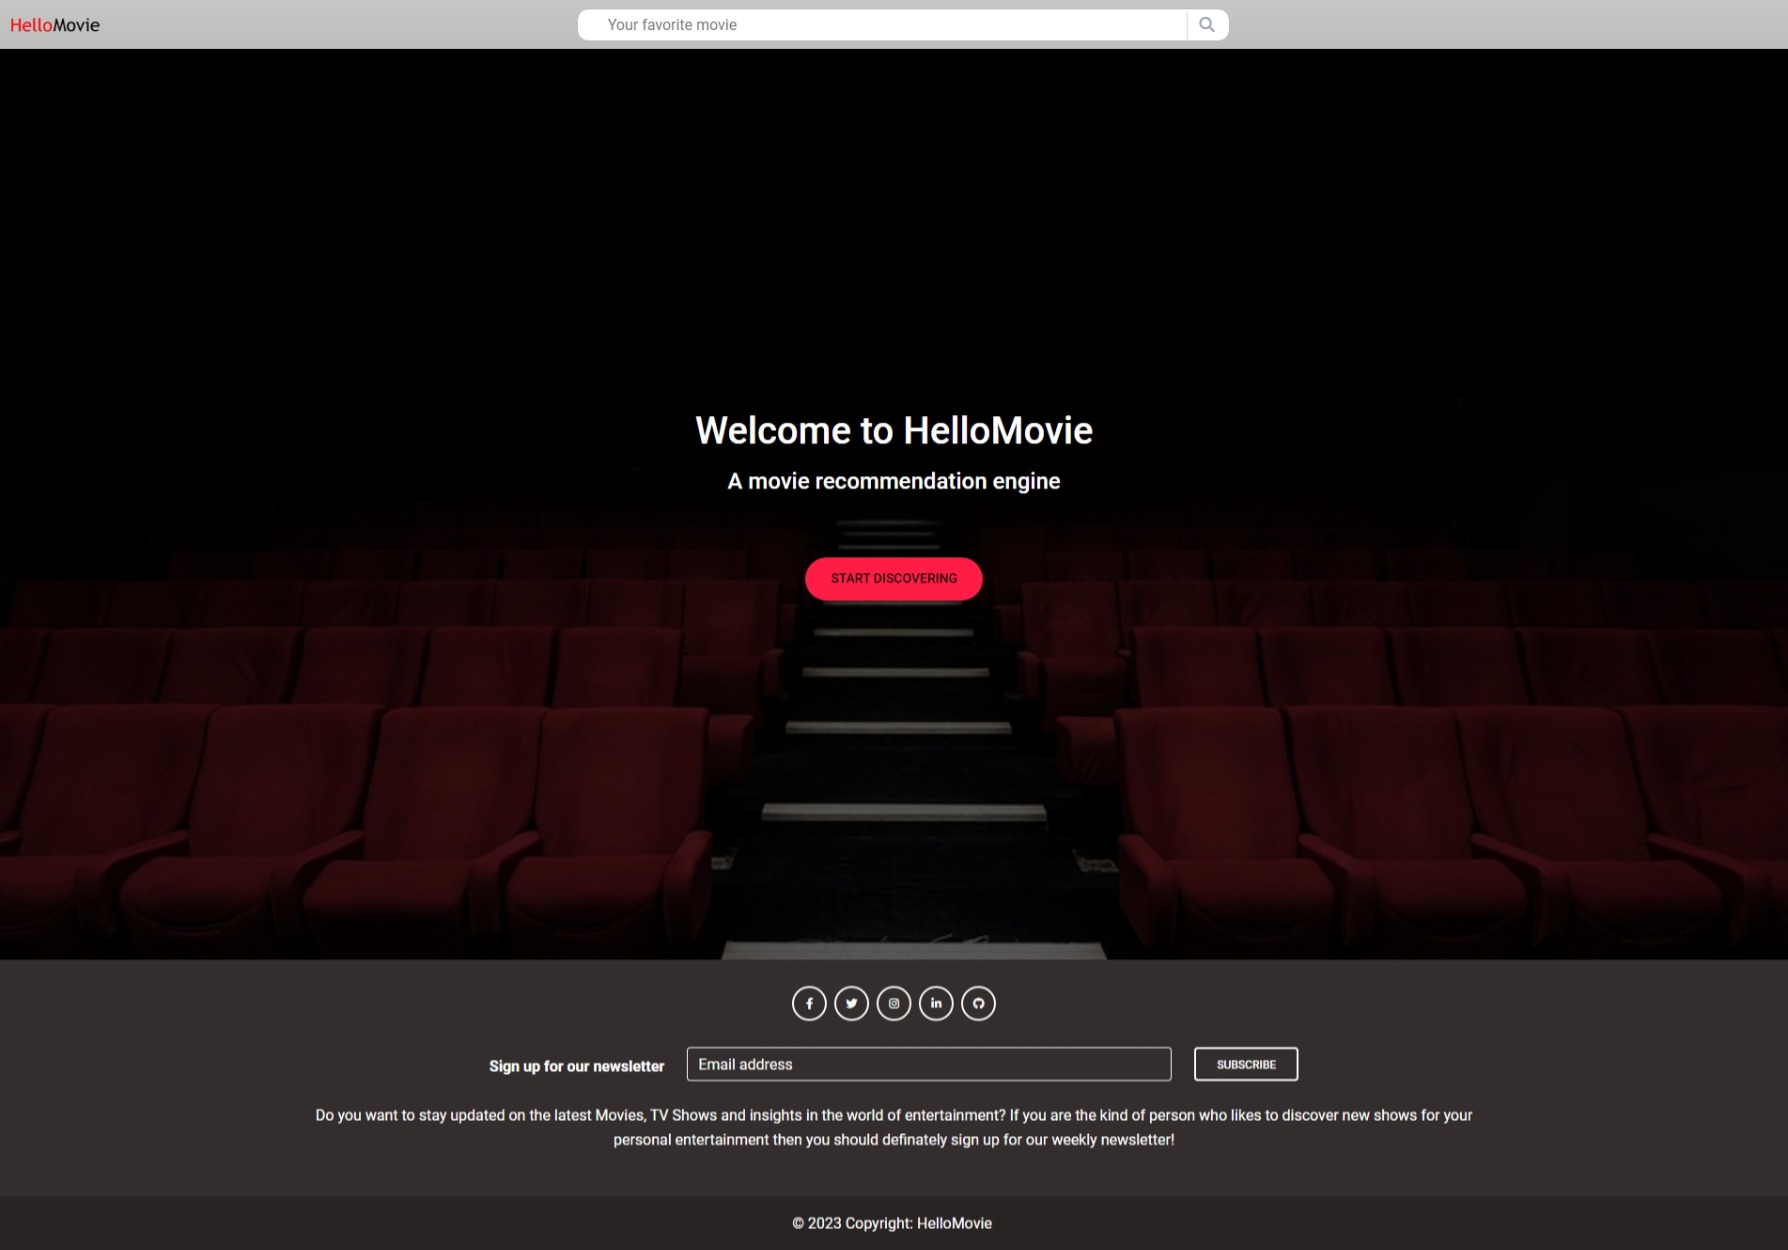 HelloMovie
Your favorite movie
Welcome to HelloMovie
A movie recommendation engine
START DISCOVERING
Sign up for our newsletter
Email address
SUBSCRIBE
Do you want to stay updated on the latest Movies, TV Shows and insights in the world of entertainment? If you are the kind of person who likes to discover new shows for your
personal entertainment then you should definately sign up for our weekly newsletter!
© 2023 Copyright: HelloMovie